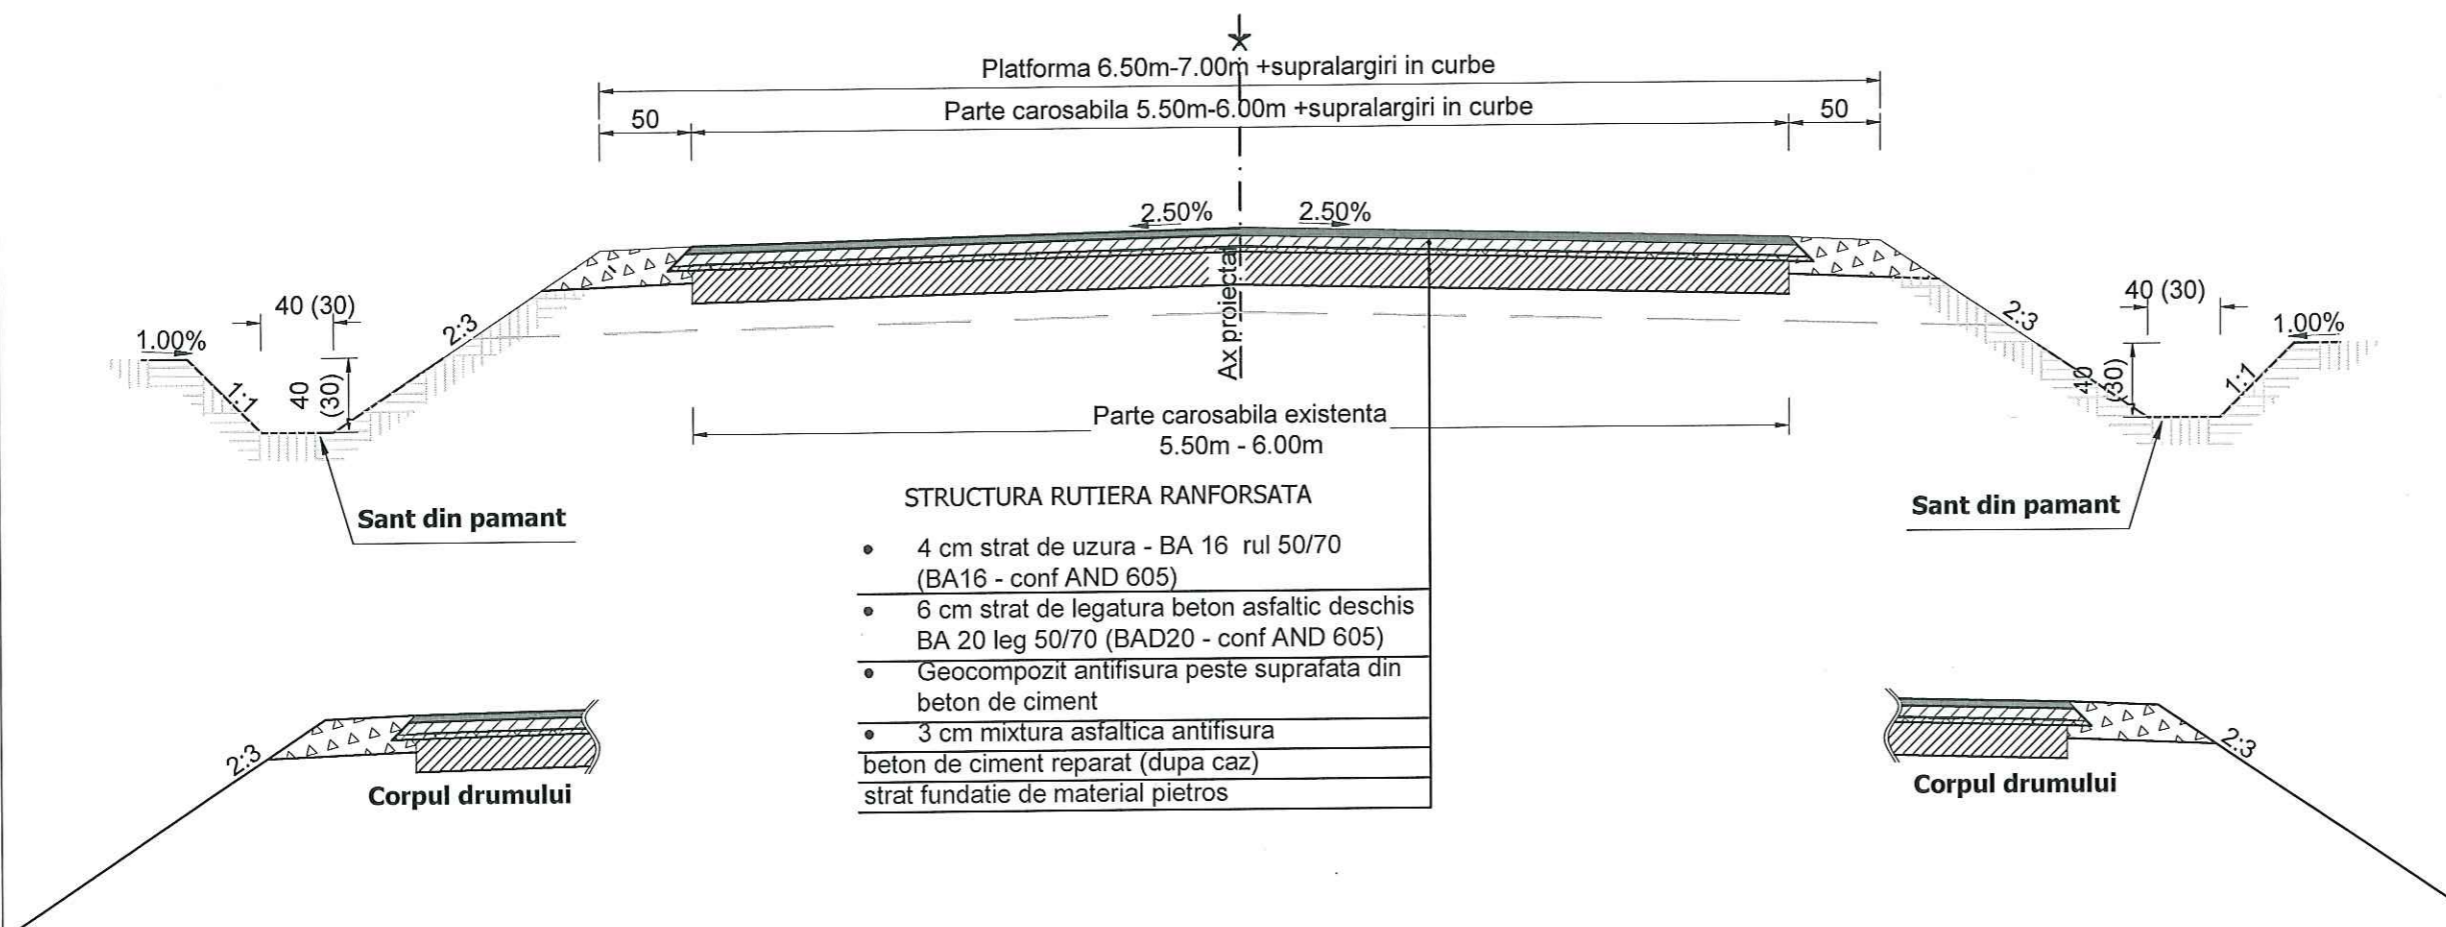 Platforma 6.50m-7.00m +supralargiri in curbe
Parte carosabila 5.50m-6.00m +supralargiri in curbe
50
50
2.50%
2.50%
Ax proiectat
40 (30)
1.00%
2:3
1:1
40
(30)
40 (30)
1.00%
2:3
1:1
40
(30)
Parte carosabila existenta
5.50m - 6.00m
Sant din pamant
Sant din pamant
STRUCTURA RUTIERA RANFORSATA
• 4 cm strat de uzura - BA 16 rul 50/70
(BA16 - conf AND 605)
• 6 cm strat de legatura beton asfaltic deschis
BA 20 leg 50/70 (BAD20 - conf AND 605)
• Geocompozit antifisura peste suprafata din
beton de ciment
• 3 cm mixtura asfaltica antifisura
beton de ciment reparat (dupa caz)
strat fundatie de material pietros
2:3
Corpul drumului
2:3
Corpul drumului